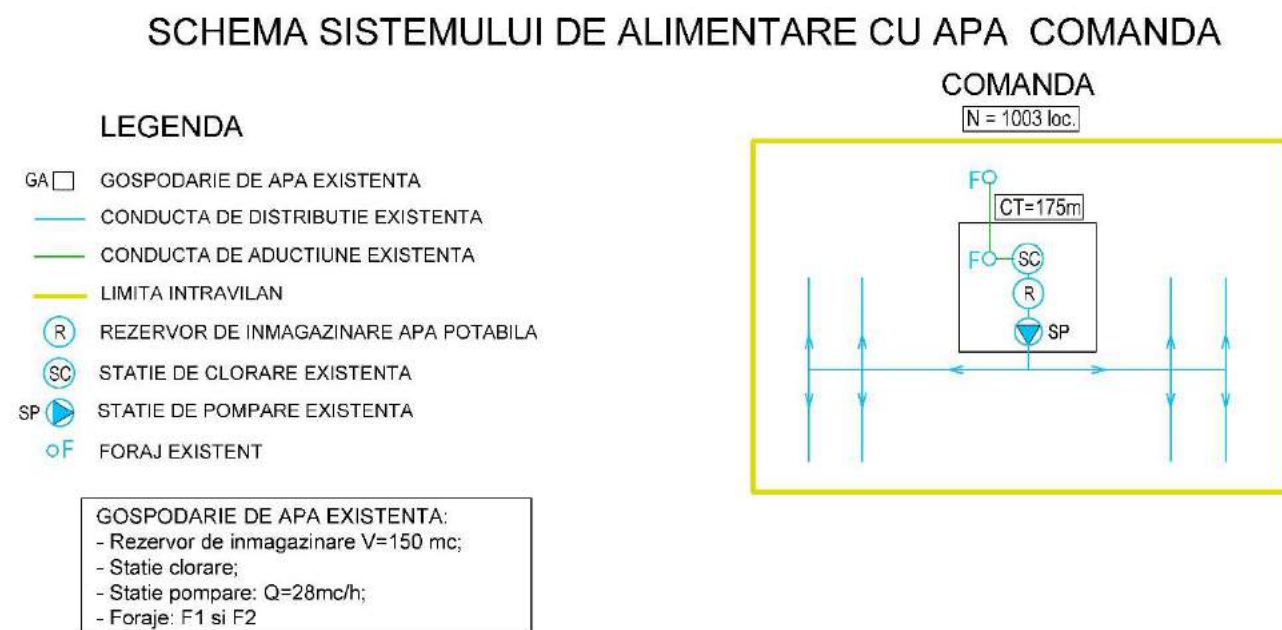 SCHEMA SISTEMULUI DE ALIMENTARE CU APA COMANDA
LEGENDA
GA GOSPODARIE DE APA EXISTENTA
CONDUCTA DE DISTRIBUTIE EXISTENTA
CONDUCTA DE ADUCTIUNE EXISTENTA
LIMITA INTRAVILAN
R REZERVOR DE INMAGAZINARE APA POTABILA
SC STATIE DE CLORARE EXISTENTA
SP STATIE DE POMPARE EXISTENTA
F FORAJ EXISTENT
GOSPODARIE DE APA EXISTENTA:
- Rezervor de inmagazinare V=150 mc;
- Statie clorare;
- Statie pompare: Q=28mc/h;
- Foraje: F1 si F2
COMANDA
N = 1003 loc.
F
CT=175m
F SC
R
SP